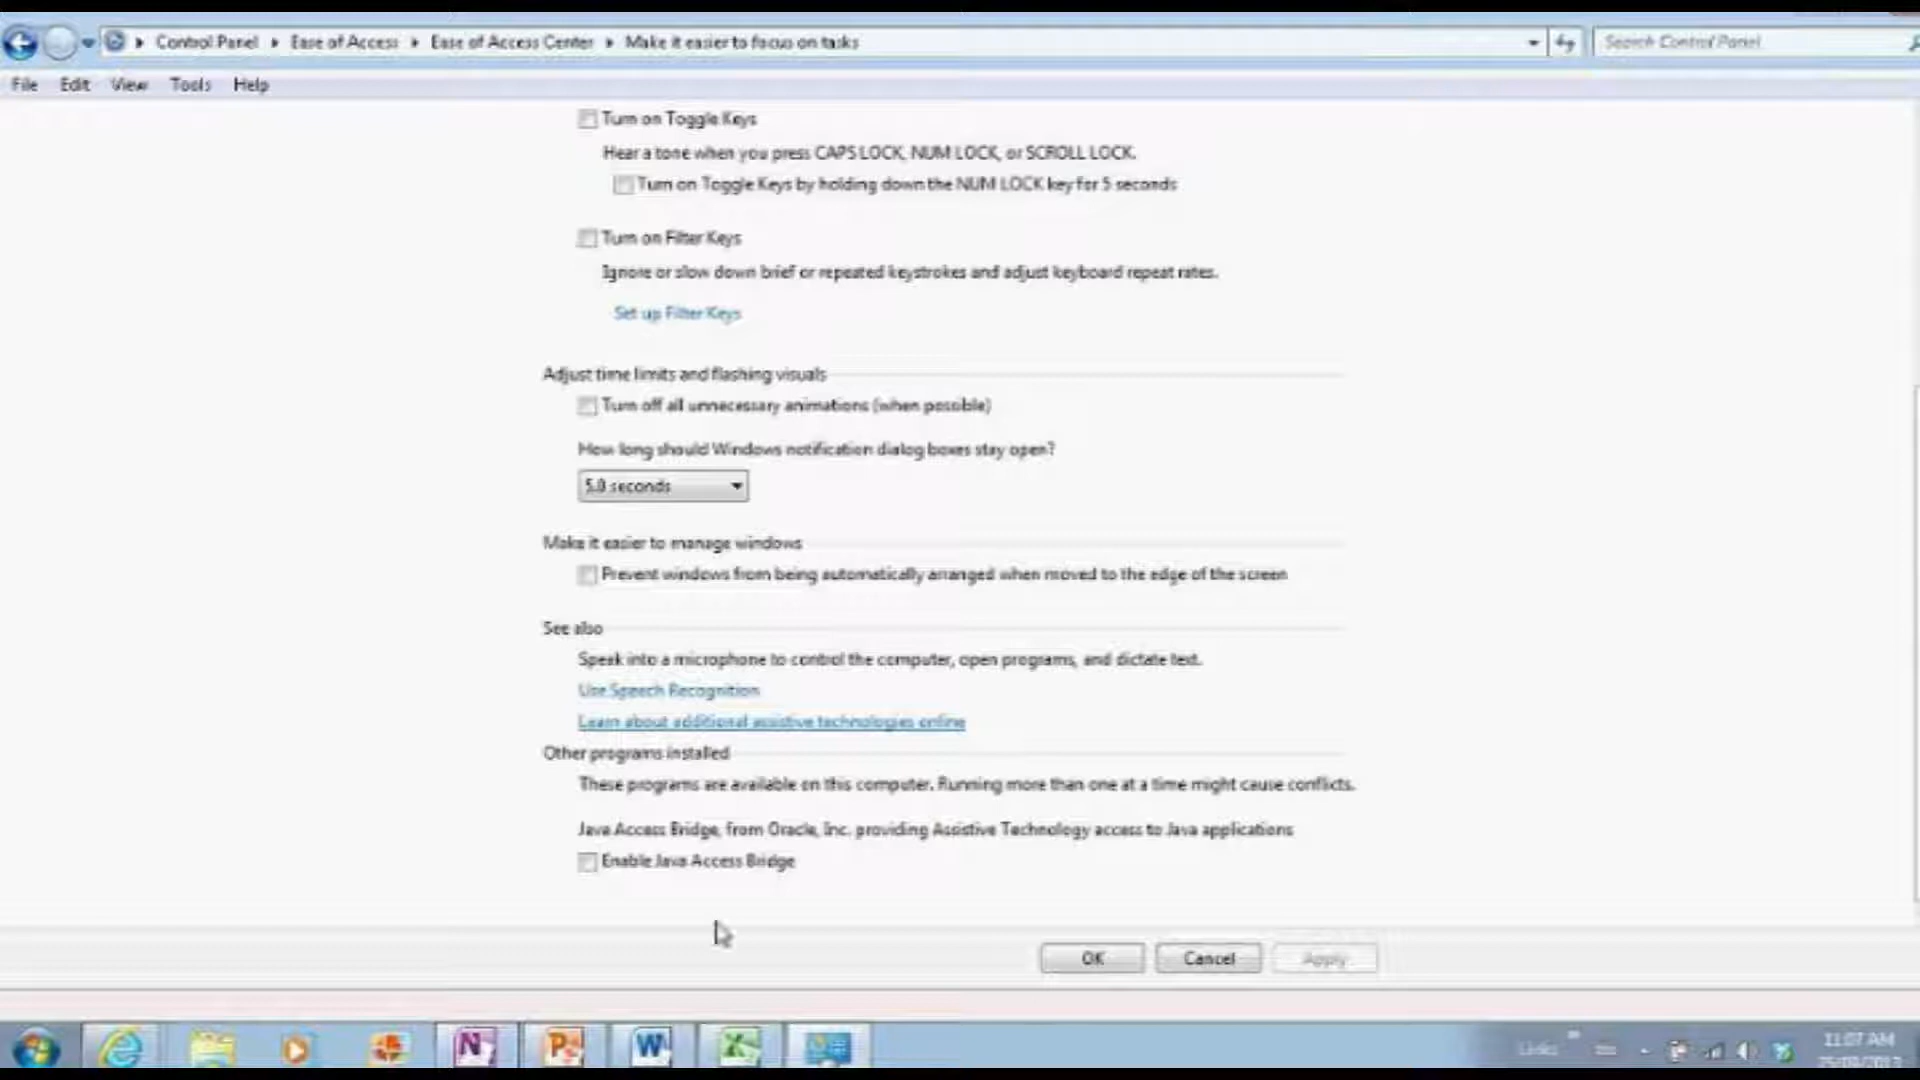 Control Panel Ease of Access Ease of Access Center Make it easier to focus on tasks
Search Control Panel
File Edit View Tools Help
Turn on Toggle Keys
Hear a tone when you press CAPS LOCK, NUM LOCK, or SCROLL LOCK.
Turn on Toggle Keys by holding down the NUM LOCK key for 5 seconds
Turn on Filter Keys
Ignore or slow down brief or repeated keystrokes and adjust keyboard repeat rates.
Set up Filter Keys
Adjust time limits and flashing visuals
Turn off all unnecessary animations (when possible)
How long should Windows notification dialog boxes stay open?
5.0 seconds
Make it easier to manage windows
Prevent windows from being automatically arranged when moved to the edge of the screen
See also
Speak into a microphone to control the computer, open programs, and dictate text.
Use Speech Recognition
Learn about additional assistive technologies online
Other programs installed
These programs are available on this computer. Running more than one at a time might cause conflicts.
Java Access Bridge, from Oracle, Inc. providing Assistive Technology access to Java applications
Enable Java Access Bridge
OK Cancel Apply
Links
11:07 AM